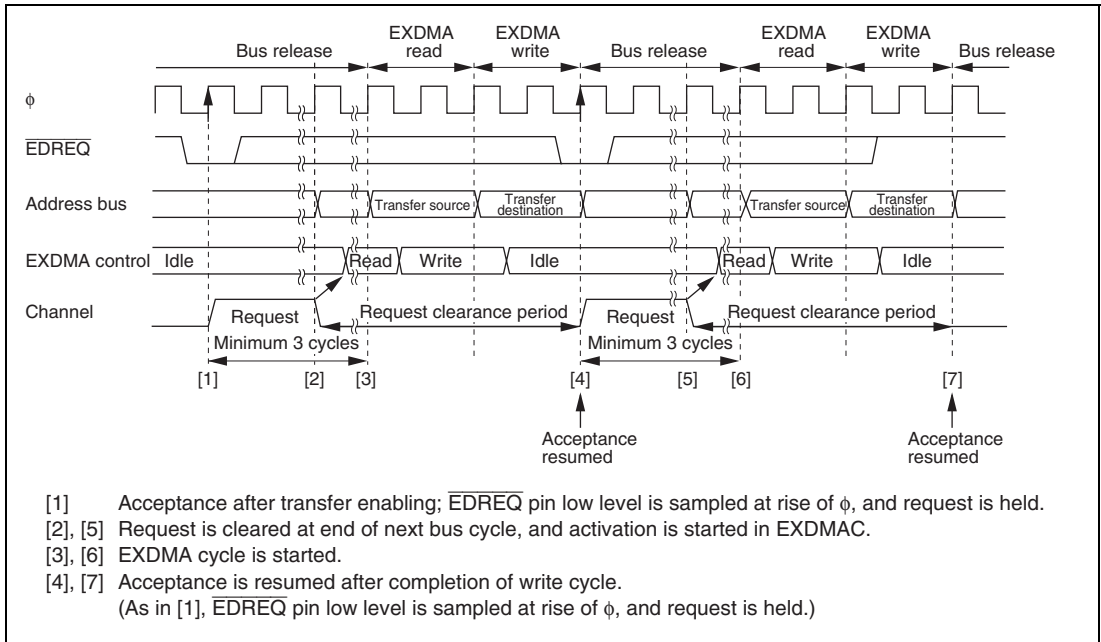 EXDMA EXDMA EXDMA EXDMA
Bus release read write Bus release read write Bus release
ϕ
EDREQ
Address bus Transfer source Transfer destination Transfer source Transfer destination
EXDMA control Idle Read Write Idle Read Write Idle
Channel Request Request clearance period Request Request clearance period
Minimum 3 cycles Minimum 3 cycles
[1] [2] [3] [4] [5] [6] [7]
Acceptance resumed Acceptance resumed
[1] Acceptance after transfer enabling; EDREQ pin low level is sampled at rise of ϕ, and request is held.
[2], [5] Request is cleared at end of next bus cycle, and activation is started in EXDMAC.
[3], [6] EXDMA cycle is started.
[4], [7] Acceptance is resumed after completion of write cycle.
(As in [1], EDREQ pin low level is sampled at rise of ϕ, and request is held.)